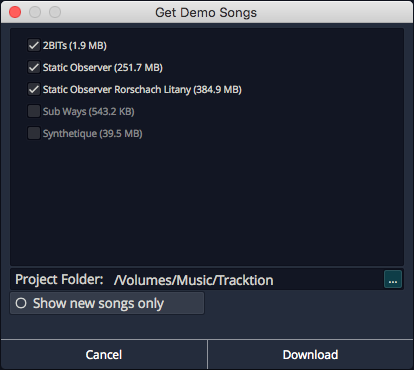 Get Demo Songs
2BITs (1.9 MB)
Static Observer (251.7 MB)
Static Observer Rorschach Litany (384.9 MB)
Sub Ways (543.2 KB)
Synthetique (39.5 MB)
Project Folder: /Volumes/Music/Tracktion ...
Show new songs only
Cancel Download